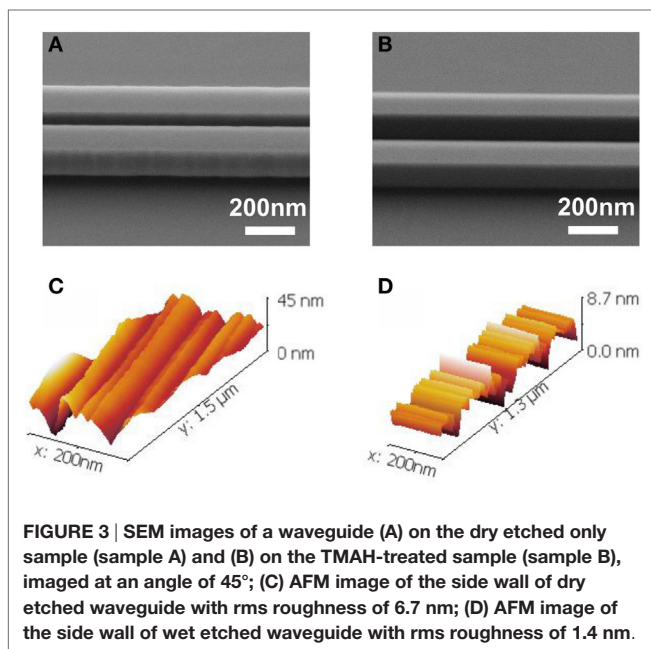 A
B
200nm
200nm
C
45 nm
0 nm
y: 1.5 µm
x: 200nm
D
8.7 nm
0.0 nm
y: 1.3 µm
x: 200nm
FIGURE 3 | SEM images of a waveguide (A) on the dry etched only
sample (sample A) and (B) on the TMAH-treated sample (sample B),
imaged at an angle of 45°; (C) AFM image of the side wall of dry
etched waveguide with rms roughness of 6.7 nm; (D) AFM image of
the side wall of wet etched waveguide with rms roughness of 1.4 nm.